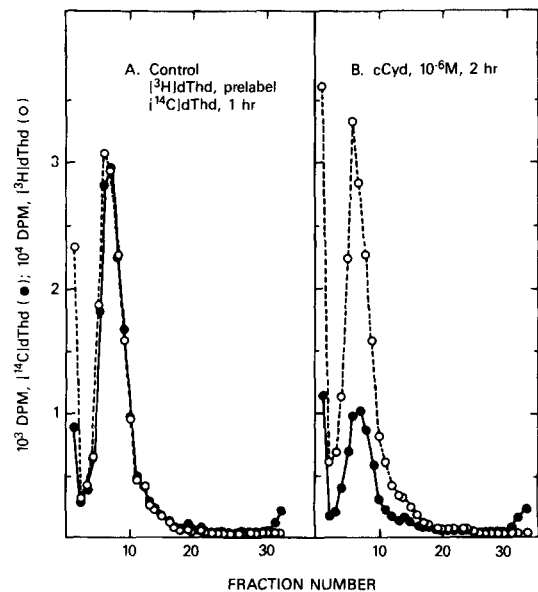 A. Control
[³H]dThd, prelabel
[¹⁴C]dThd, 1 hr
B. cCyd, 10⁻⁶M, 2 hr
10³ DPM, [¹⁴C]dThd (●); 10⁴ DPM, [³H]dThd (○)
3
2
1
10
20
30
10
20
30
FRACTION NUMBER